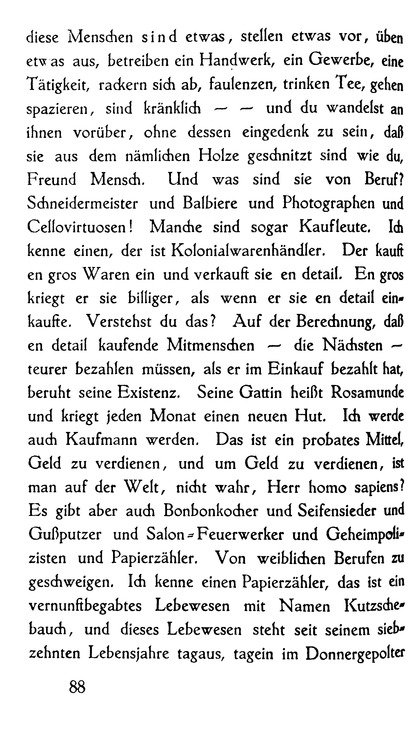 diese Menschen sind etwas, stellen etwas vor, üben
etwas aus, betreiben ein Handwerk, ein Gewerbe, eine
Tätigkeit, rackern sich ab, faulenzen, trinken Tee, gehen
spazieren, sind kränklich — — und du wandelst an
ihnen vorüber, ohne dessen eingedenk zu sein, daß
sie aus dem nämlichen Holze geschnitzt sind wie du,
Freund Mensch. Und was sind sie von Beruf?
Schneidermeister und Balbiere und Photographen und
Cellovirtuosen! Manche sind sogar Kaufleute. Ich
kenne einen, der ist Kolonialwarenhändler. Der kauft
en gros Waren ein und verkauft sie en detail. En gros
kriegt er sie billiger, als wenn er sie en detail ein-
kaufte. Verstehst du das? Auf der Berechnung, daß
en detail kaufende Mitmenschen — die Nächsten —
teurer bezahlen müssen, als er im Einkauf bezahlt hat,
beruht seine Existenz. Seine Gattin heißt Rosamunde
und kriegt jeden Monat einen neuen Hut. Ich werde
auch Kaufmann werden. Das ist ein probates Mittel,
Geld zu verdienen, und um Geld zu verdienen, ist
man auf der Welt, nicht wahr, Herr homo sapiens?
Es gibt aber auch Bonbonkocher und Seifensieder und
Gußputzer und Salon-Feuerwerker und Geheimpoli-
zisten und Papierzähler. Von weiblichen Berufen zu
geschweigen. Ich kenne einen Papierzähler, das ist ein
vernunftbegabtes Lebewesen mit Namen Kutzsche-
bauch, und dieses Lebewesen steht seit seinem sieb-
zehnten Lebensjahre tagaus, tagein im Donnergepolter
88